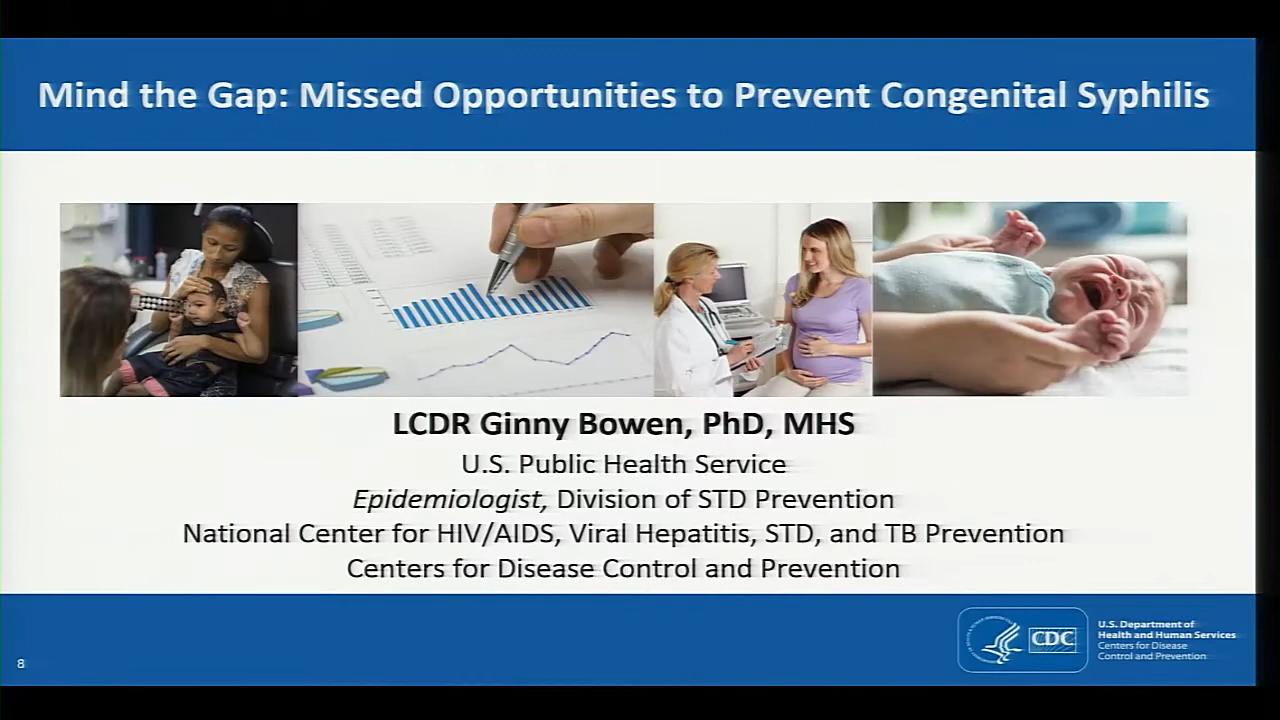 Mind the Gap: Missed Opportunities to Prevent Congenital Syphilis
LCDR Ginny Bowen, PhD, MHS
U.S. Public Health Service
Epidemiologist, Division of STD Prevention
National Center for HIV/AIDS, Viral Hepatitis, STD, and TB Prevention
Centers for Disease Control and Prevention
8
CDC
U.S. Department of
Health and Human Services
Centers for Disease
Control and Prevention